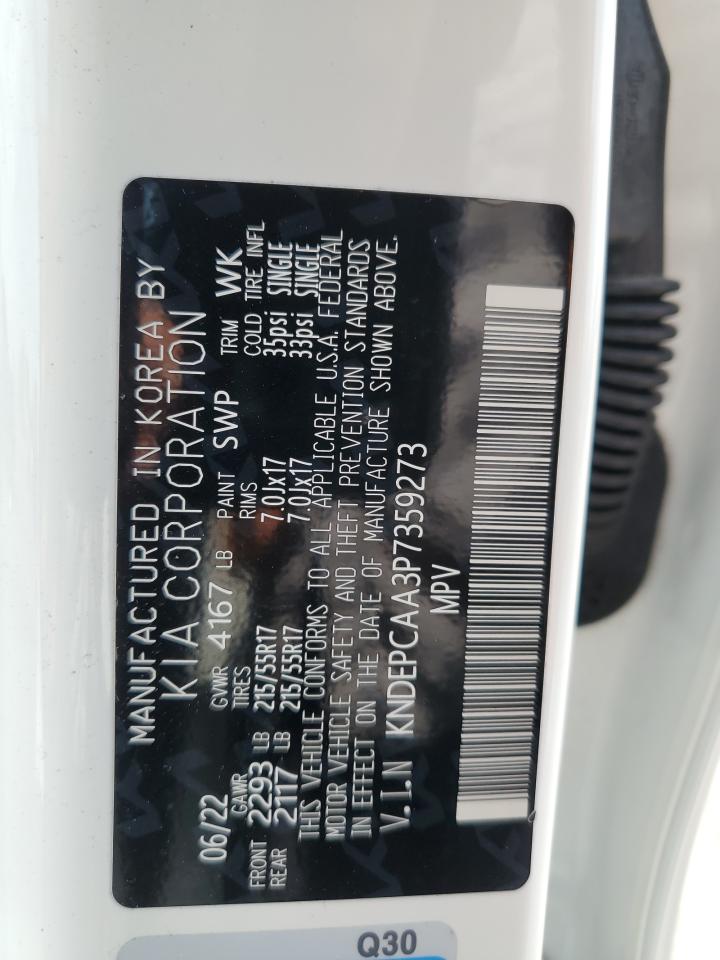 MANUFACTURED IN KOREA BY
KIA CORPORATION
06/22 GVWR 4167 LB PAINT SWP TRIM WK
GAWR TIRES RIMS COLD TIRE INFL
FRONT 2293 LB 215/55R17 7.0Jx17 35psi SINGLE
REAR 2117 LB 215/55R17 7.0Jx17 33psi SINGLE
THIS VEHICLE CONFORMS TO ALL APPLICABLE U.S.A. FEDERAL
MOTOR VEHICLE SAFETY AND THEFT PREVENTION STANDARDS
IN EFFECT ON THE DATE OF MANUFACTURE SHOWN ABOVE.
V.I.N KNDEPCAA3P7359273
MPV
Q30